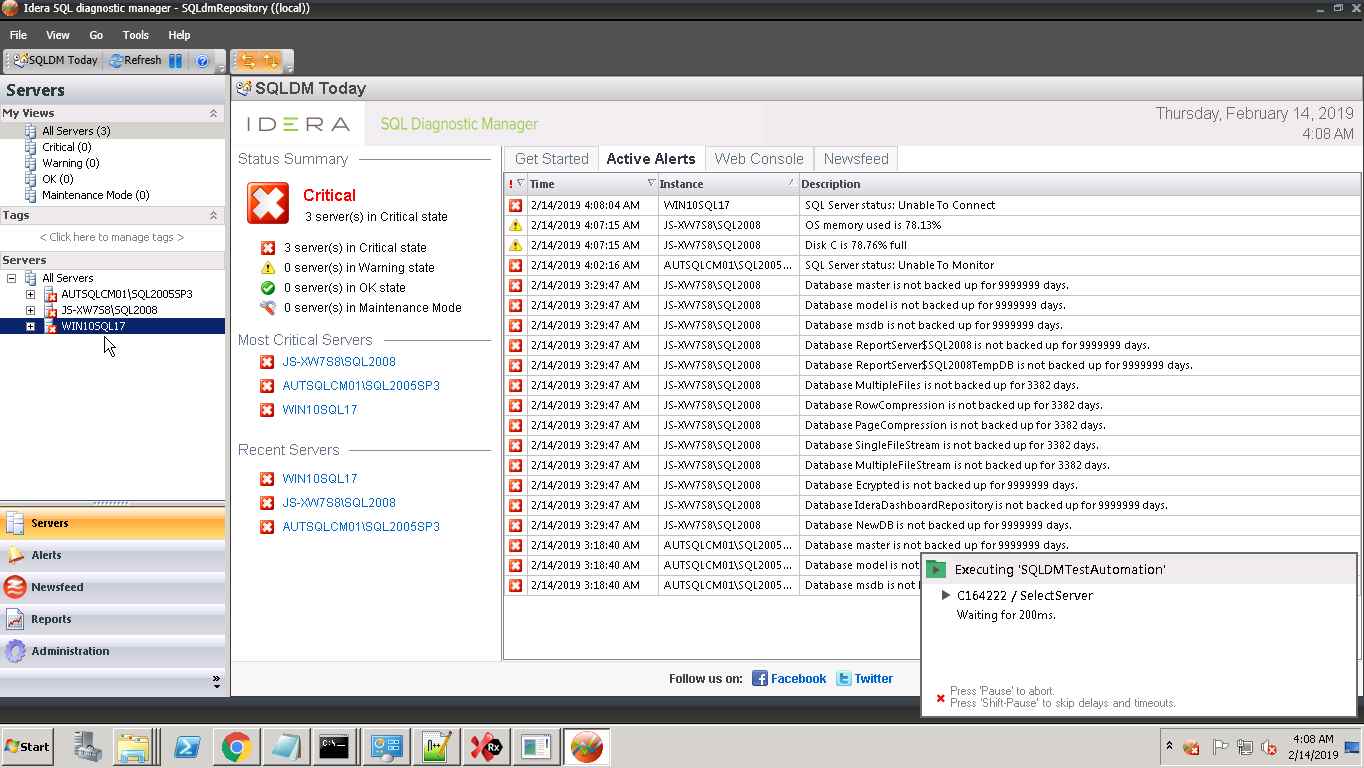 Idera SQL diagnostic manager - SQLdmRepository ((local))
File View Go Tools Help
SQLDM Today Refresh
Servers
My Views
All Servers (3)
Critical (0)
Warning (0)
OK (0)
Maintenance Mode (0)
Tags
< Click here to manage tags >
Servers
All Servers
AUTSQLCM01\SQL2005SP3
JS-XW7S8\SQL2008
WIN10SQL17
Servers
Alerts
Newsfeed
Reports
Administration
SQLDM Today
IDERA SQL Diagnostic Manager
Thursday, February 14, 2019
4:08 AM
Status Summary
Critical
3 server(s) in Critical state
3 server(s) in Critical state
0 server(s) in Warning state
0 server(s) in OK state
0 server(s) in Maintenance Mode
Most Critical Servers
JS-XW7S8\SQL2008
AUTSQLCM01\SQL2005SP3
WIN10SQL17
Recent Servers
WIN10SQL17
JS-XW7S8\SQL2008
AUTSQLCM01\SQL2005SP3
Get Started Active Alerts Web Console Newsfeed
! Time Instance Description
2/14/2019 4:08:04 AM WIN10SQL17 SQL Server status: Unable To Connect
2/14/2019 4:07:15 AM JS-XW7S8\SQL2008 OS memory used is 78.13%
2/14/2019 4:07:15 AM JS-XW7S8\SQL2008 Disk C is 78.76% full
2/14/2019 4:02:16 AM AUTSQLCM01\SQL2005... SQL Server status: Unable To Monitor
2/14/2019 3:29:47 AM JS-XW7S8\SQL2008 Database master is not backed up for 9999999 days.
2/14/2019 3:29:47 AM JS-XW7S8\SQL2008 Database model is not backed up for 9999999 days.
2/14/2019 3:29:47 AM JS-XW7S8\SQL2008 Database msdb is not backed up for 9999999 days.
2/14/2019 3:29:47 AM JS-XW7S8\SQL2008 Database ReportServer$SQL2008 is not backed up for 9999999 days.
2/14/2019 3:29:47 AM JS-XW7S8\SQL2008 Database ReportServer$SQL2008TempDB is not backed up for 9999999 days.
2/14/2019 3:29:47 AM JS-XW7S8\SQL2008 Database MultipleFiles is not backed up for 3382 days.
2/14/2019 3:29:47 AM JS-XW7S8\SQL2008 Database RowCompression is not backed up for 3382 days.
2/14/2019 3:29:47 AM JS-XW7S8\SQL2008 Database PageCompression is not backed up for 3382 days.
2/14/2019 3:29:47 AM JS-XW7S8\SQL2008 Database SingleFileStream is not backed up for 3382 days.
2/14/2019 3:29:47 AM JS-XW7S8\SQL2008 Database MultipleFileStream is not backed up for 3382 days.
2/14/2019 3:29:47 AM JS-XW7S8\SQL2008 Database Ecrypted is not backed up for 9999999 days.
2/14/2019 3:29:47 AM JS-XW7S8\SQL2008 Database IderaDashboardRepository is not backed up for 9999999 days.
2/14/2019 3:29:47 AM JS-XW7S8\SQL2008 Database NewDB is not backed up for 9999999 days.
2/14/2019 3:18:40 AM AUTSQLCM01\SQL2005... Database master is not backed up for 9999999 days.
2/14/2019 3:18:40 AM AUTSQLCM01\SQL2005... Database model is not
2/14/2019 3:18:40 AM AUTSQLCM01\SQL2005... Database msdb is not
Follow us on: Facebook Twitter
Executing 'SQLDMTestAutomation'
C164222 / SelectServer
Waiting for 200ms.
Press 'Pause' to abort.
Press 'Shift-Pause' to skip delays and timeouts.
Start
4:08 AM
2/14/2019